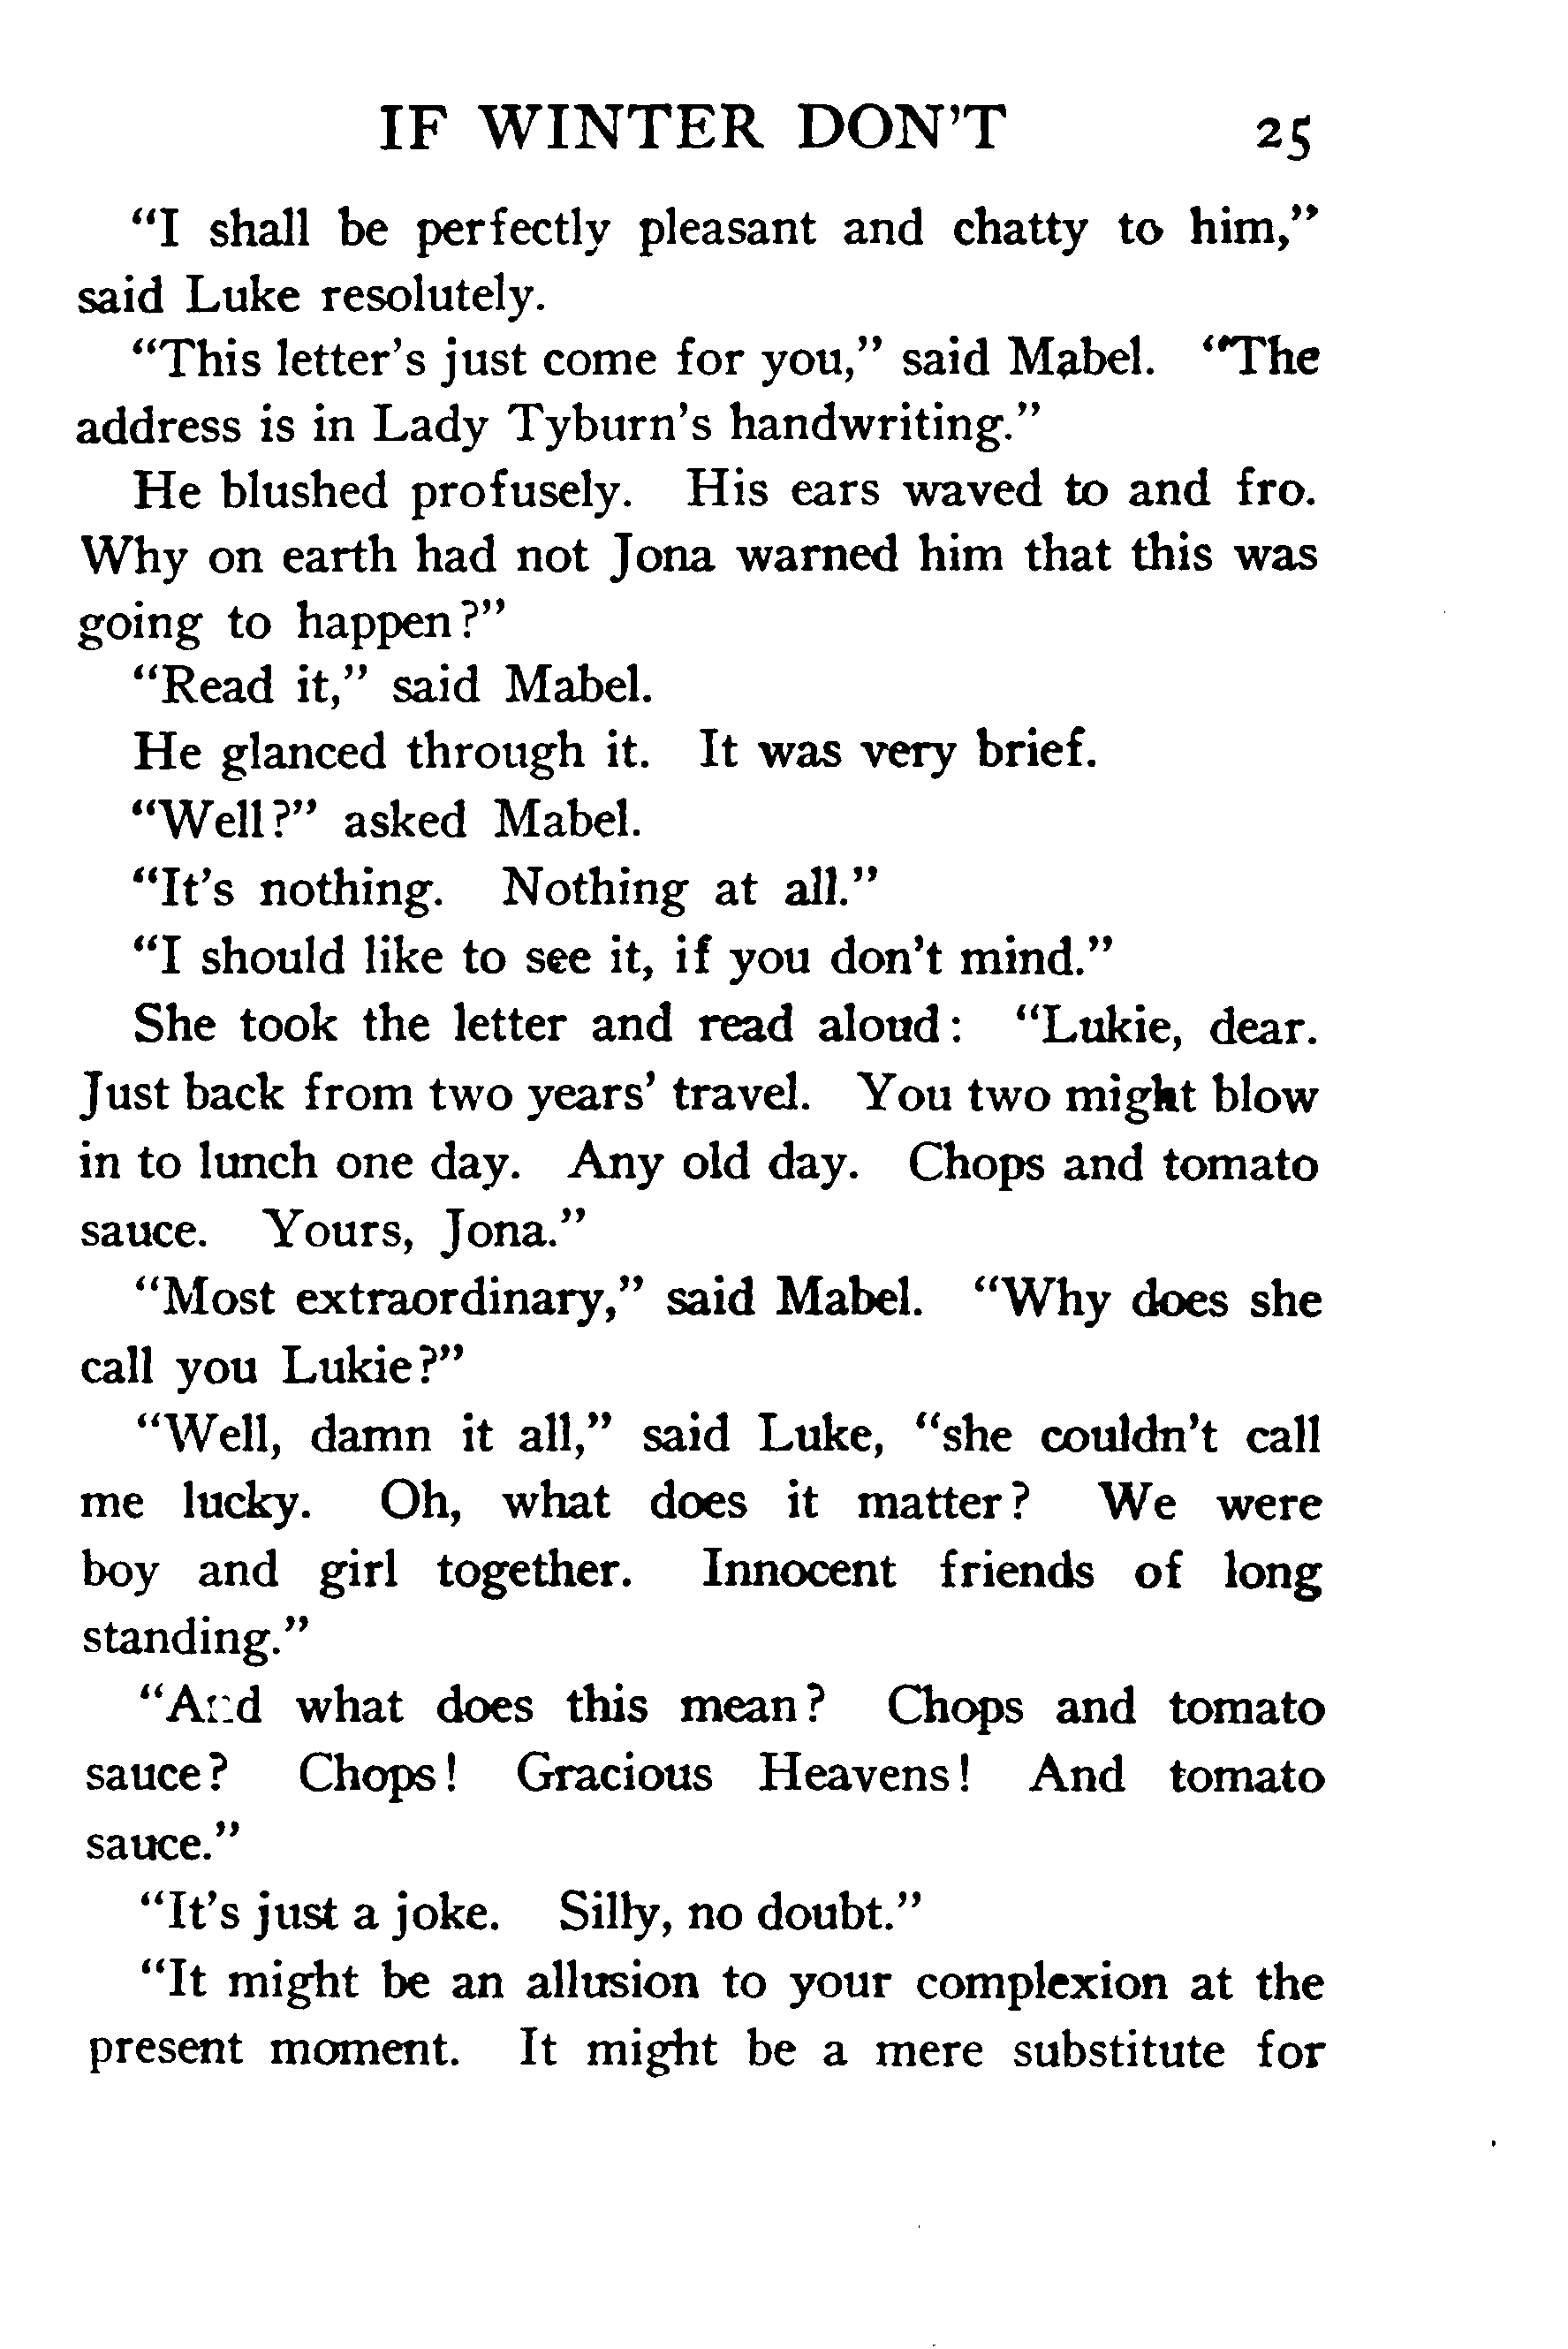 IF WINTER DON'T 25
"I shall be perfectly pleasant and chatty to him,"
said Luke resolutely.
"This letter's just come for you," said Mabel. "The
address is in Lady Tyburn's handwriting."
He blushed profusely. His ears waved to and fro.
Why on earth had not Jona warned him that this was
going to happen?"
"Read it," said Mabel.
He glanced through it. It was very brief.
"Well?" asked Mabel.
"It's nothing. Nothing at all."
"I should like to see it, if you don't mind."
She took the letter and read aloud: "Lukie, dear.
Just back from two years' travel. You two might blow
in to lunch one day. Any old day. Chops and tomato
sauce. Yours, Jona."
"Most extraordinary," said Mabel. "Why does she
call you Lukie?"
"Well, damn it all," said Luke, "she couldn't call
me lucky. Oh, what does it matter? We were
boy and girl together. Innocent friends of long
standing."
"And what does this mean? Chops and tomato
sauce? Chops! Gracious Heavens! And tomato
sauce."
"It's just a joke. Silly, no doubt."
"It might be an allusion to your complexion at the
present moment. It might be a mere substitute for